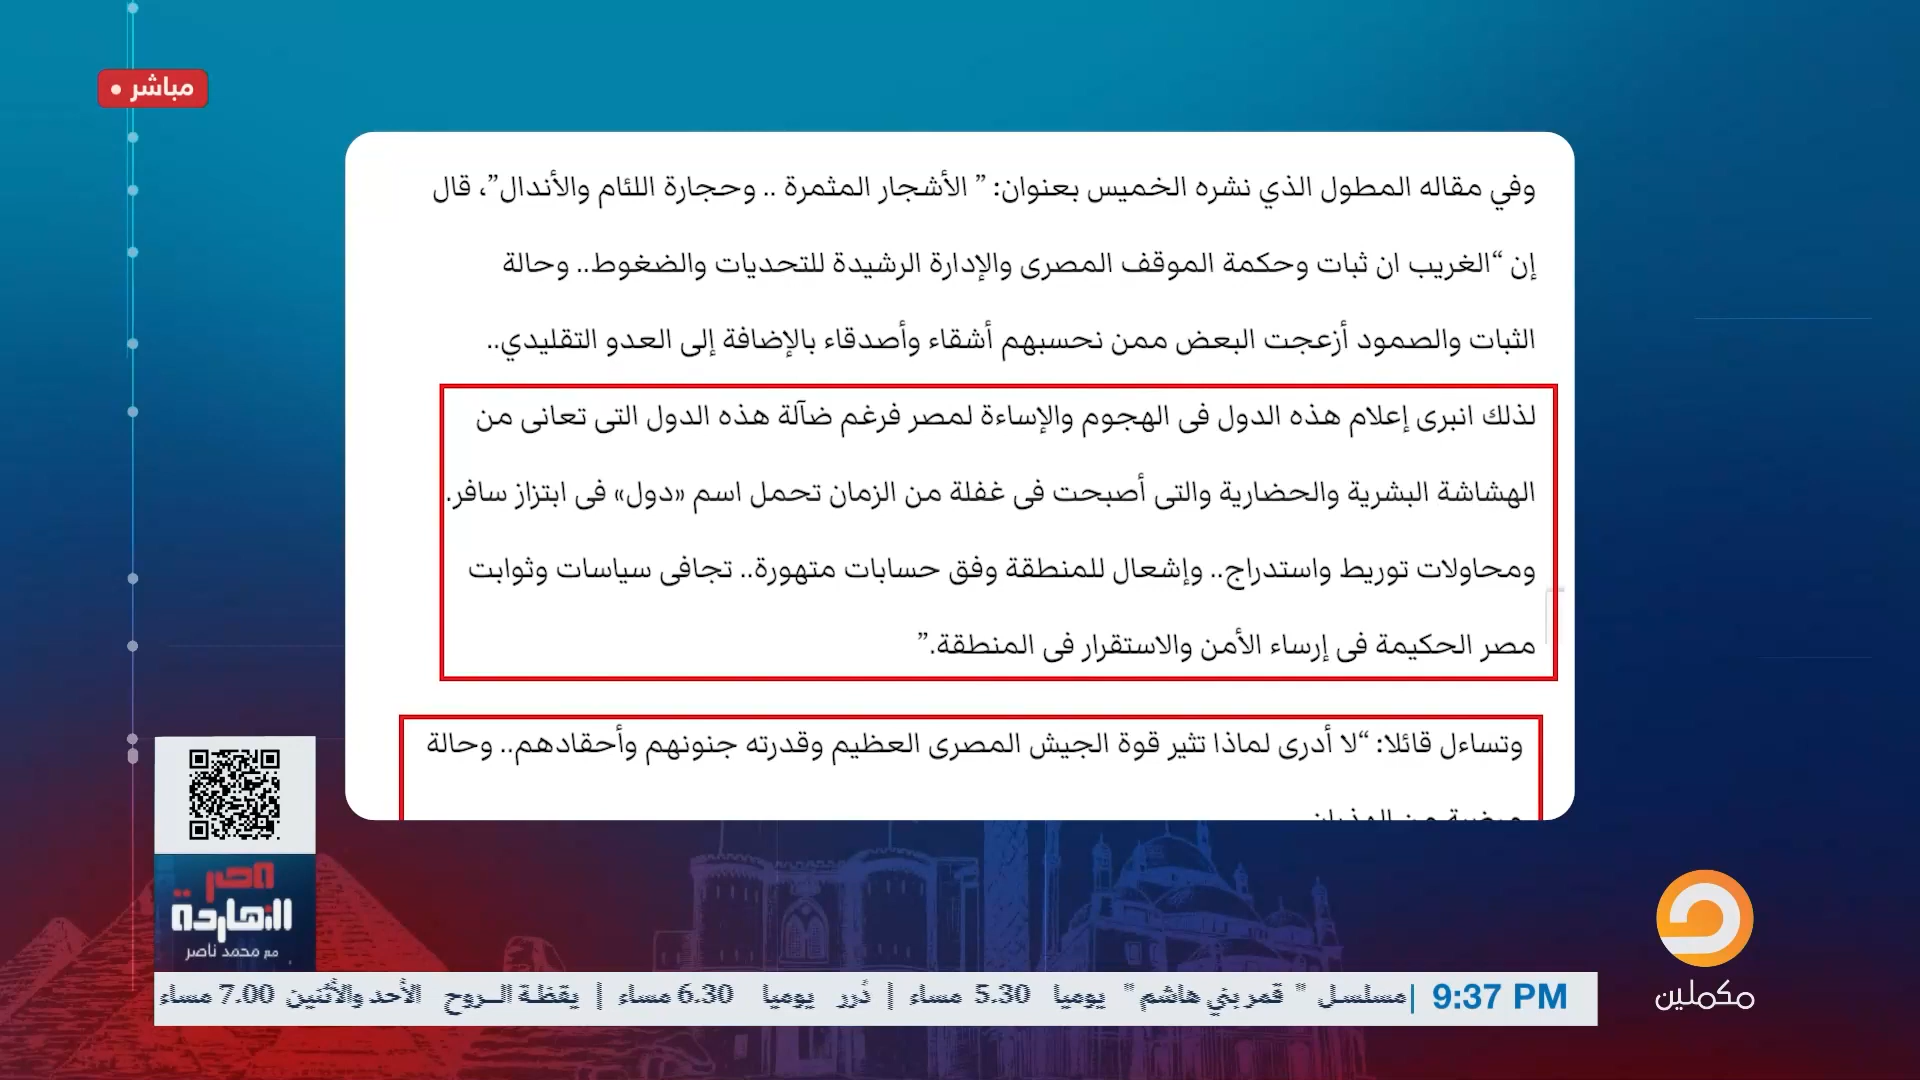 مباشر
وفي مقاله المطول الذي نشره الخميس بعنوان: ” الأشجار المثمرة .. وحجارة اللئام والأندال”، قال
إن “الغريب ان ثبات وحكمة الموقف المصرى والإدارة الرشيدة للتحديات والضغوط.. وحالة
الثبات والصمود أزعجت البعض ممن نحسبهم أشقاء وأصدقاء بالإضافة إلى العدو التقليدي..
لذلك انبرى إعلام هذه الدول فى الهجوم والإساءة لمصر فرغم ضآلة هذه الدول التى تعانى من
الهشاشة البشرية والحضارية والتى أصبحت فى غفلة من الزمان تحمل اسم «دول» فى ابتزاز سافر.
ومحاولات توريط واستدراج.. وإشعال للمنطقة وفق حسابات متهورة.. تجافى سياسات وثوابت
مصر الحكيمة فى إرساء الأمن والاستقرار فى المنطقة.”
وتساءل قائلا: “لا أدرى لماذا تثير قوة الجيش المصرى العظيم وقدرته جنونهم وأحقادهم.. وحالة
مصر
النهاردة
مع محمد ناصر
مكملين
9:37 PM | مسلسل " قمر بني هاشم " يوميا 5.30 مساء | دُرر يوميا 6.30 مساء | يقظة الروح الأحد والأثنين 7.00 مساء